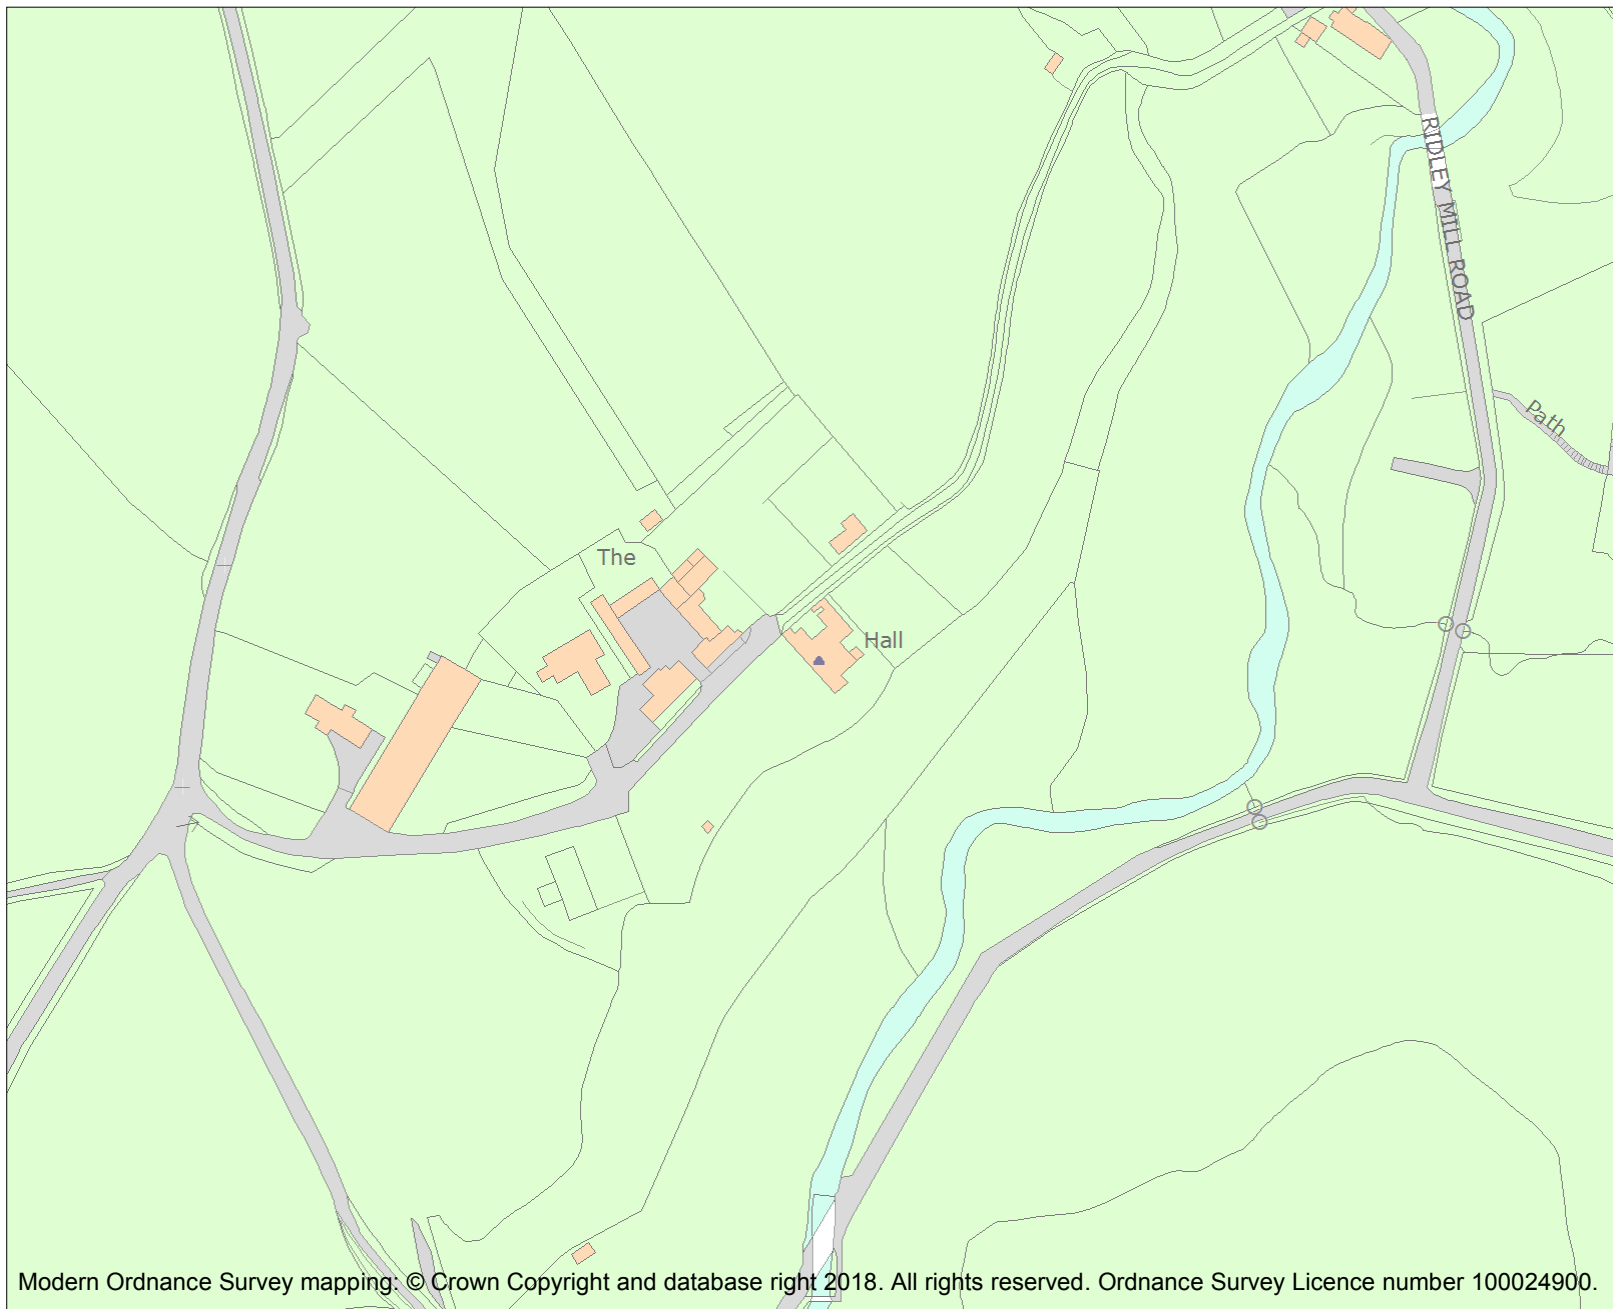 RIDLEY MILL ROAD
Path
The
Hall
Modern Ordnance Survey mapping: © Crown Copyright and database right 2018. All rights reserved. Ordnance Survey Licence number 100024900.